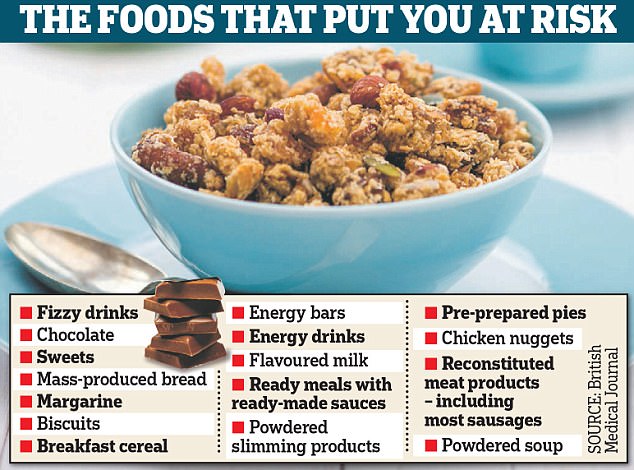 THE FOODS THAT PUT YOU AT RISK
Fizzy drinks
Chocolate
Sweets
Mass-produced bread
Margarine
Biscuits
Breakfast cereal
Energy bars
Energy drinks
Flavoured milk
Ready meals with
ready-made sauces
Powdered
slimming products
Pre-prepared pies
Chicken nuggets
Reconstituted
meat products
– including
most sausages
Powdered soup
SOURCE: British
Medical Journal